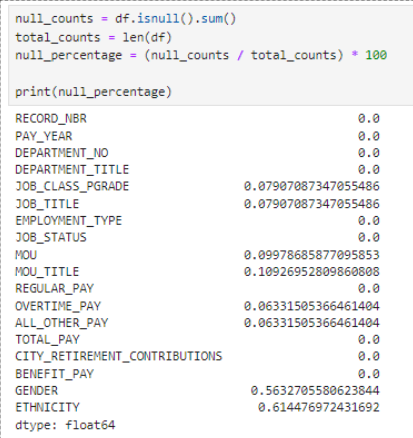 null_counts = df.isnull().sum()
total_counts = len(df)
null_percentage = (null_counts / total_counts) * 100
print(null_percentage)
RECORD_NBR 0.0
PAY_YEAR 0.0
DEPARTMENT_NO 0.0
DEPARTMENT_TITLE 0.0
JOB_CLASS_PGRADE 0.07907087347055486
JOB_TITLE 0.07907087347055486
EMPLOYMENT_TYPE 0.0
JOB_STATUS 0.0
MOU 0.09978685877095853
MOU_TITLE 0.10926952809860808
REGULAR_PAY 0.0
OVERTIME_PAY 0.06331505366461404
ALL_OTHER_PAY 0.06331505366461404
TOTAL_PAY 0.0
CITY_RETIREMENT_CONTRIBUTIONS 0.0
BENEFIT_PAY 0.0
GENDER 0.5632705580623844
ETHNICITY 0.614476972431692
dtype: float64